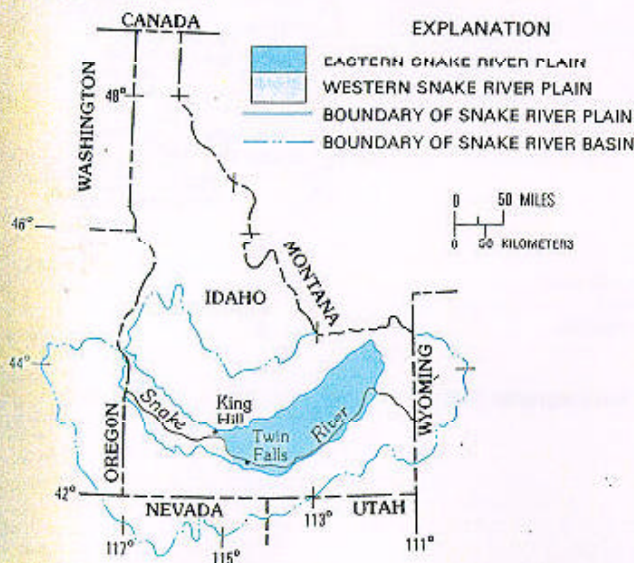 EXPLANATION
EASTERN SNAKE RIVER PLAIN
WESTERN SNAKE RIVER PLAIN
BOUNDARY OF SNAKE RIVER PLAIN
BOUNDARY OF SNAKE RIVER BASIN
0 50 MILES
0 50 KILOMETERS
CANADA
WASHINGTON
48°
46°
MONTANA
IDAHO
44°
WYOMING
OREGON
Snake
King
Hill
Twin
Falls
River
42°
NEVADA
UTAH
117°
115°
113°
111°